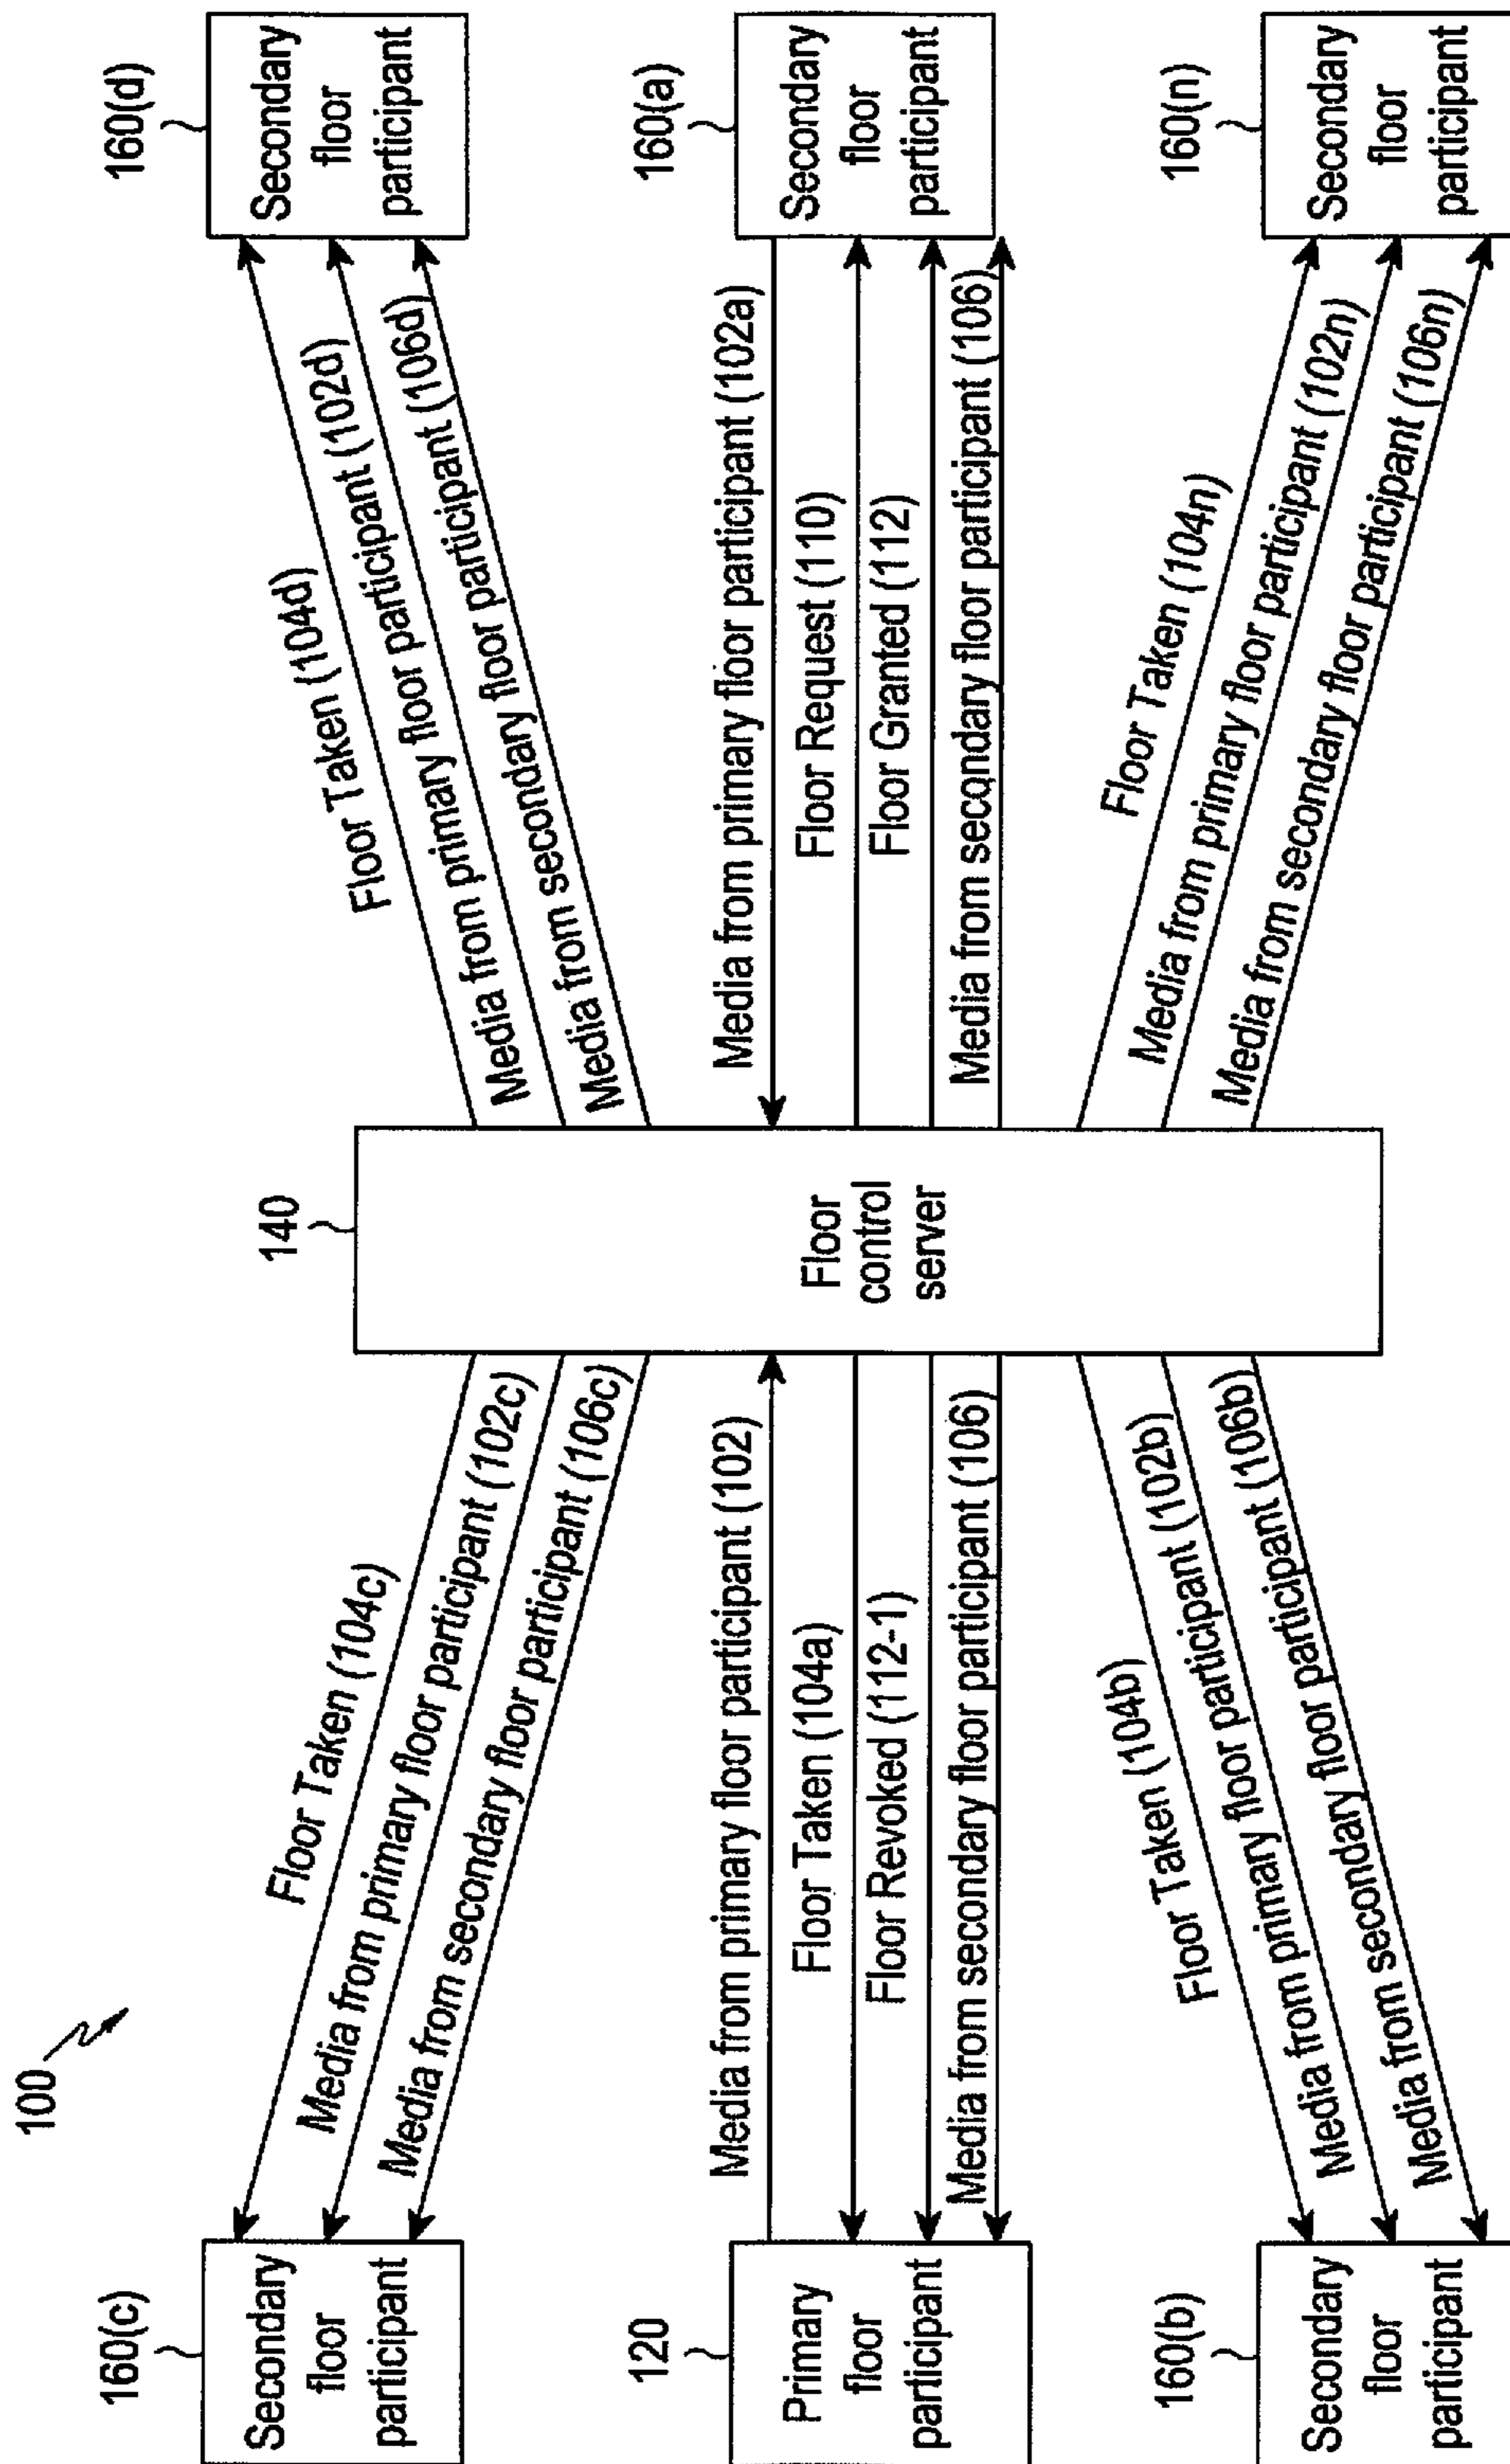 100
160(c)
Secondary
floor
participant
Floor Taken (104c)
Media from primary floor participant (102c)
Media from secondary floor participant (106c)
140
Floor
control
server
160(d)
Secondary
floor
participant
Floor Taken (104d)
Media from primary floor participant (102d)
Media from secondary floor participant (106d)
120
Primary
floor
participant
Media from primary floor participant (102)
Floor Taken (104a)
Floor Revoked (112-1)
Media from secondary floor participant (106)
160(a)
Secondary
floor
participant
Media from primary floor participant (102a)
Floor Request (110)
Floor Granted (112)
Media from secondary floor participant (106)
160(b)
Secondary
floor
participant
Floor Taken (104b)
Media from primary floor participant (102b)
Media from secondary floor participant (106b)
160(n)
Secondary
floor
participant
Floor Taken (104n)
Media from primary floor participant (102n)
Media from secondary floor participant (106n)